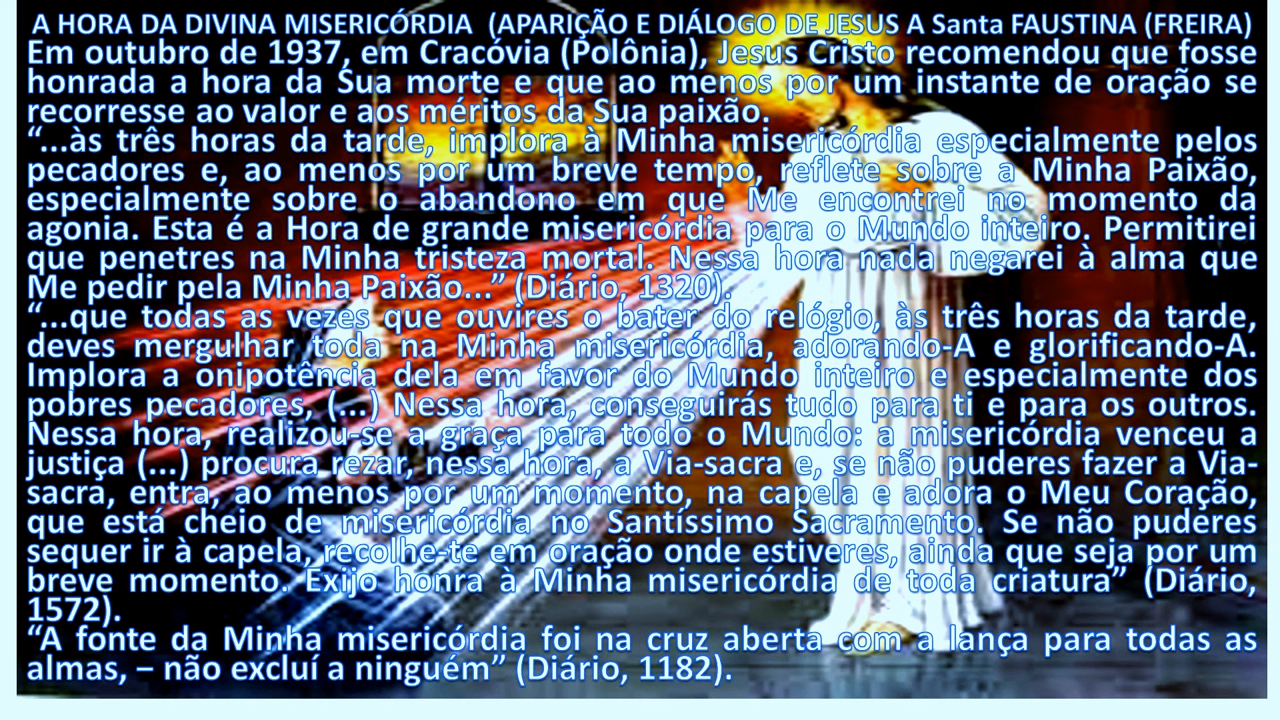 A HORA DA DIVINA MISERICÓRDIA (APARIÇÃO E DIÁLOGO DE JESUS A Santa FAUSTINA (FREIRA)
Em outubro de 1937, em Cracóvia (Polônia), Jesus Cristo recomendou que fosse
honrada a hora da Sua morte e que ao menos por um instante de oração se
recorresse ao valor e aos méritos da Sua paixão.
“...às três horas da tarde, implora à Minha misericórdia especialmente pelos
pecadores e, ao menos por um breve tempo, reflete sobre a Minha Paixão,
especialmente sobre o abandono em que Me encontrei no momento da
agonia. Esta é a Hora de grande misericórdia para o Mundo inteiro. Permitirei
que penetres na Minha tristeza mortal. Nessa hora nada negarei à alma que
Me pedir pela Minha Paixão...” (Diário, 1320).
“...que todas as vezes que ouvires o bater do relógio, às três horas da tarde,
deves mergulhar toda na Minha misericórdia, adorando-A e glorificando-A.
Implora a onipotência dela em favor do Mundo inteiro e especialmente dos
pobres pecadores, (...) Nessa hora, conseguirás tudo para ti e para os outros.
Nessa hora, realizou-se a graça para todo o Mundo: a misericórdia venceu a
justiça (...) procura rezar, nessa hora, a Via-sacra e, se não puderes fazer a Via-
sacra, entra, ao menos por um momento, na capela e adora o Meu Coração,
que está cheio de misericórdia no Santíssimo Sacramento. Se não puderes
sequer ir à capela, recolhe-te em oração onde estiveres, ainda que seja por um
breve momento. Exijo honra à Minha misericórdia de toda criatura” (Diário,
1572).
“A fonte da Minha misericórdia foi na cruz aberta com a lança para todas as
almas, – não excluí a ninguém” (Diário, 1182).